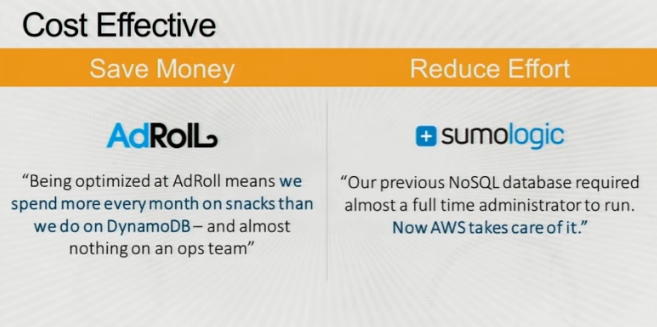 Cost Effective
Save Money
Reduce Effort
AdRoll
“Being optimized at AdRoll means we
spend more every month on snacks than
we do on DynamoDB – and almost
nothing on an ops team”
sumologic
“Our previous NoSQL database required
almost a full time administrator to run.
Now AWS takes care of it.”